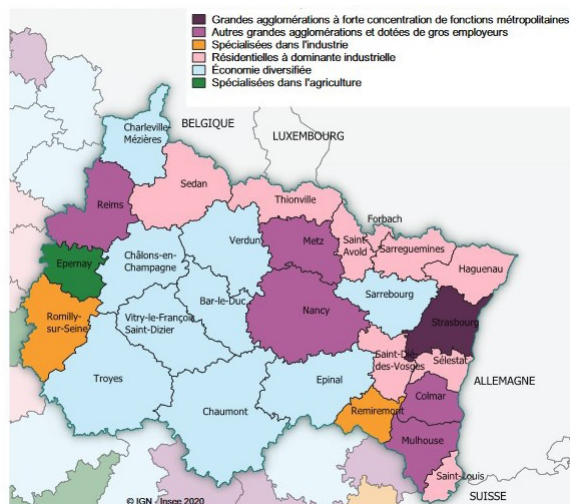 Grandes agglomérations à forte concentration de fonctions métropolitaines
Autres grandes agglomérations et dotées de gros employeurs
Spécialisées dans l'industrie
Résidentielles à dominante industrielle
Économie diversifiée
Spécialisées dans l'agriculture
BELGIQUE
LUXEMBOURG
Charleville
Mézières
Sedan
Thionville
Reims
Forbach
Verdun
Metz
Saint-
Avold
Sarreguemines
Haguenau
Epernay
Châlons-en-
Champagne
Bar-le-Duc
Sarrebourg
Romilly-
sur-Seine
Vitry-le-François
Saint-Dizier
Nancy
Strasbourg
Saint-Dié-
des-Vosges
Sélestat
ALLEMAGNE
Troyes
Epinal
Colmar
Chaumont
Remiremont
Mulhouse
Saint-Louis
SUISSE
© IGN - Insee 2020